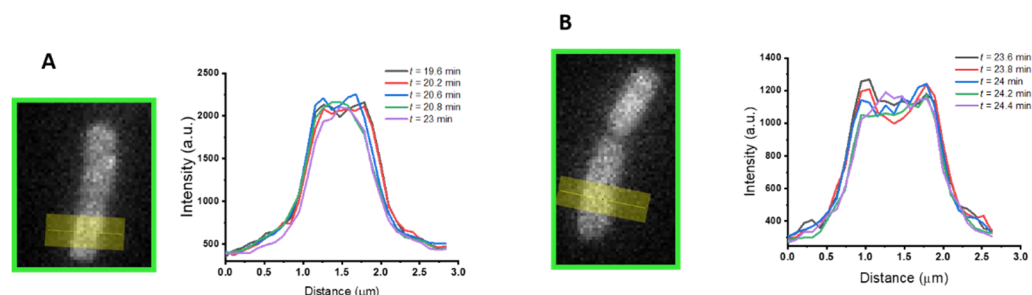 A
t = 19.6 min
t = 20.2 min
t = 20.6 min
t = 20.8 min
t = 23 min
2500
2000
1500
1000
500
Intensity (a.u.)
0.0 0.5 1.0 1.5 2.0 2.5 3.0
Distance (μm)
B
t = 23.6 min
t = 23.8 min
t = 24 min
t = 24.2 min
t = 24.4 min
1400
1200
1000
800
600
400
Intensity (a.u.)
0.0 0.5 1.0 1.5 2.0 2.5 3.0
Distance (μm)